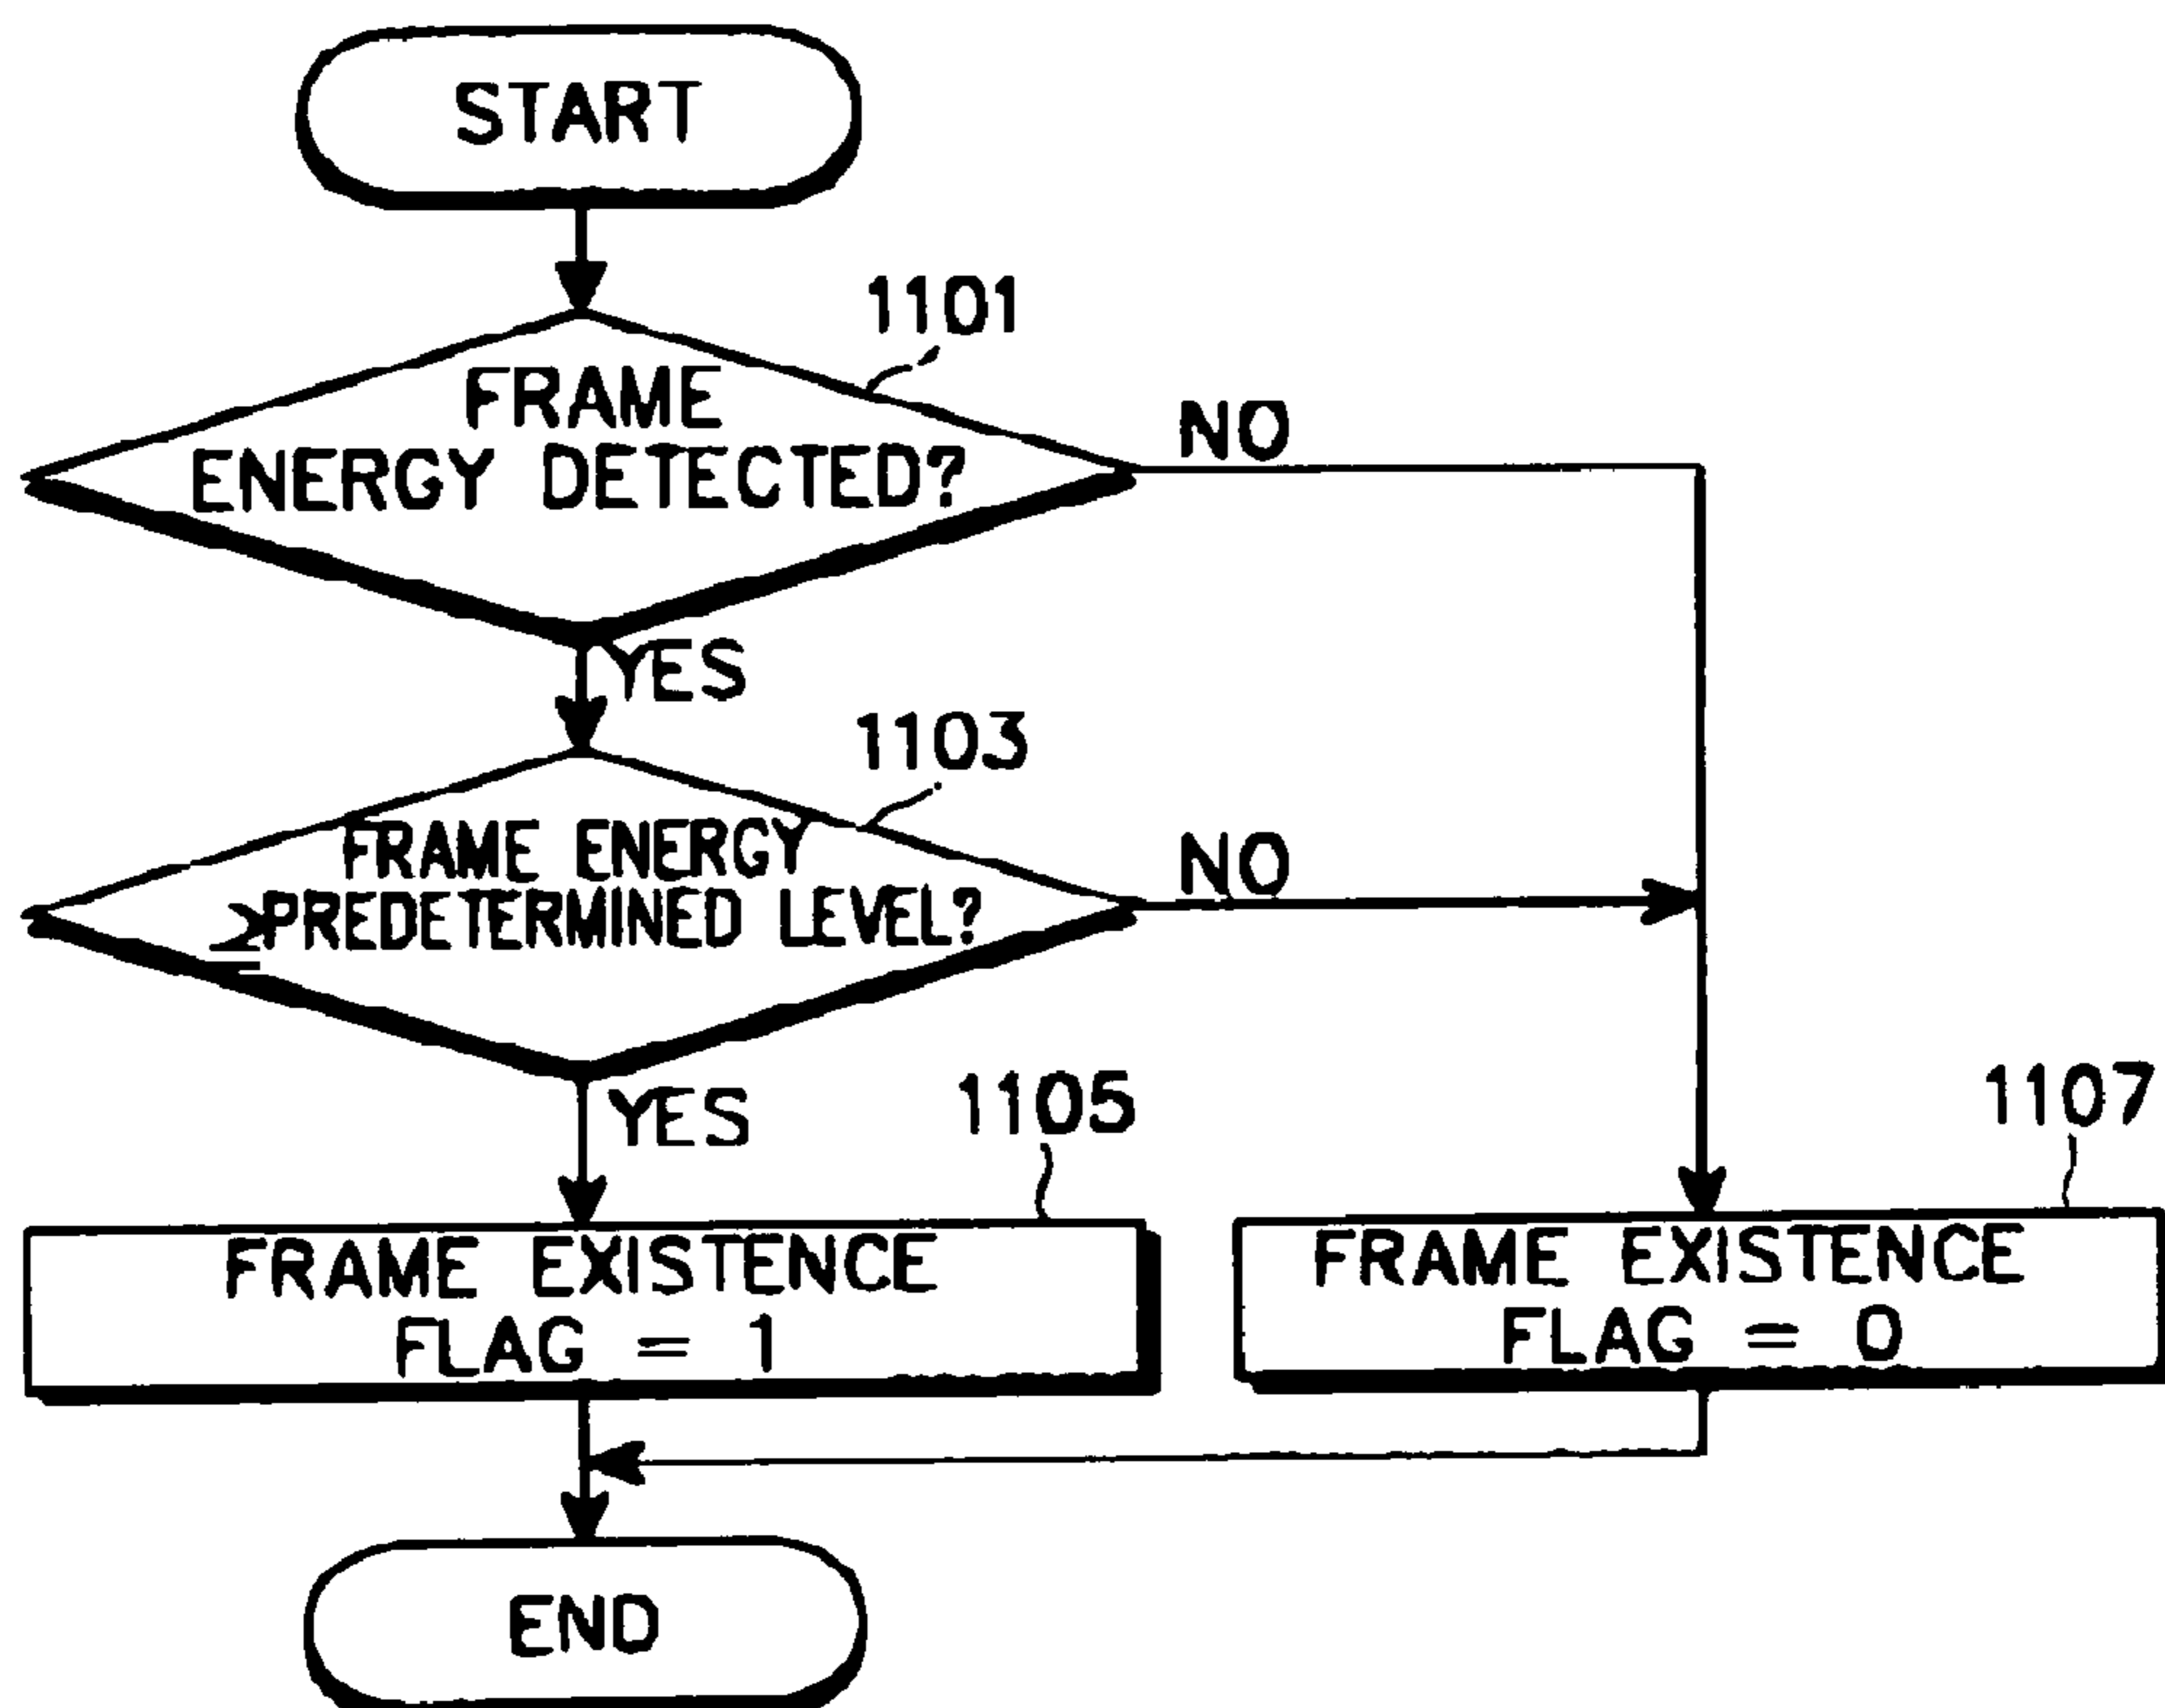 START
1101
FRAME
ENERGY DETECTED?
NO
YES
1103
FRAME ENERGY
≥PREDETERMINED LEVEL?
NO
YES
1105
1107
FRAME EXISTENCE
FLAG = 1
FRAME EXISTENCE
FLAG = 0
END